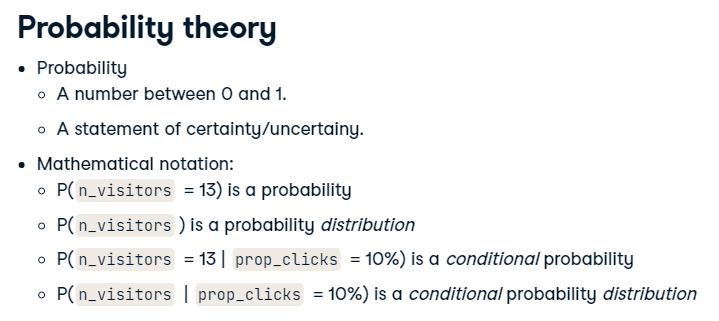 Probability theory
• Probability
○ A number between 0 and 1.
○ A statement of certainty/uncertainy.
• Mathematical notation:
○ P( n_visitors = 13) is a probability
○ P( n_visitors ) is a probability distribution
○ P( n_visitors = 13 | prop_clicks = 10%) is a conditional probability
○ P( n_visitors | prop_clicks = 10%) is a conditional probability distribution